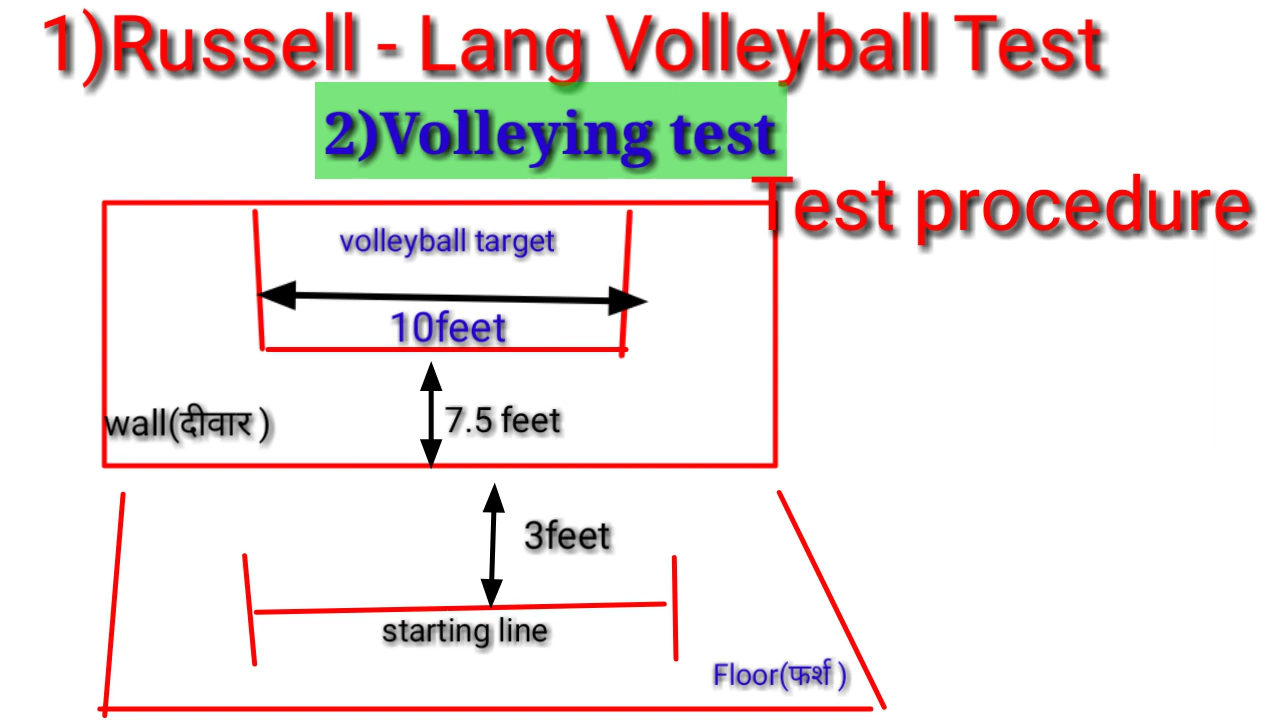 1)Russell - Lang Volleyball Test
2)Volleying test
Test procedure
volleyball target
10feet
7.5 feet
wall(दीवार )
3feet
starting line
Floor(फर्श )